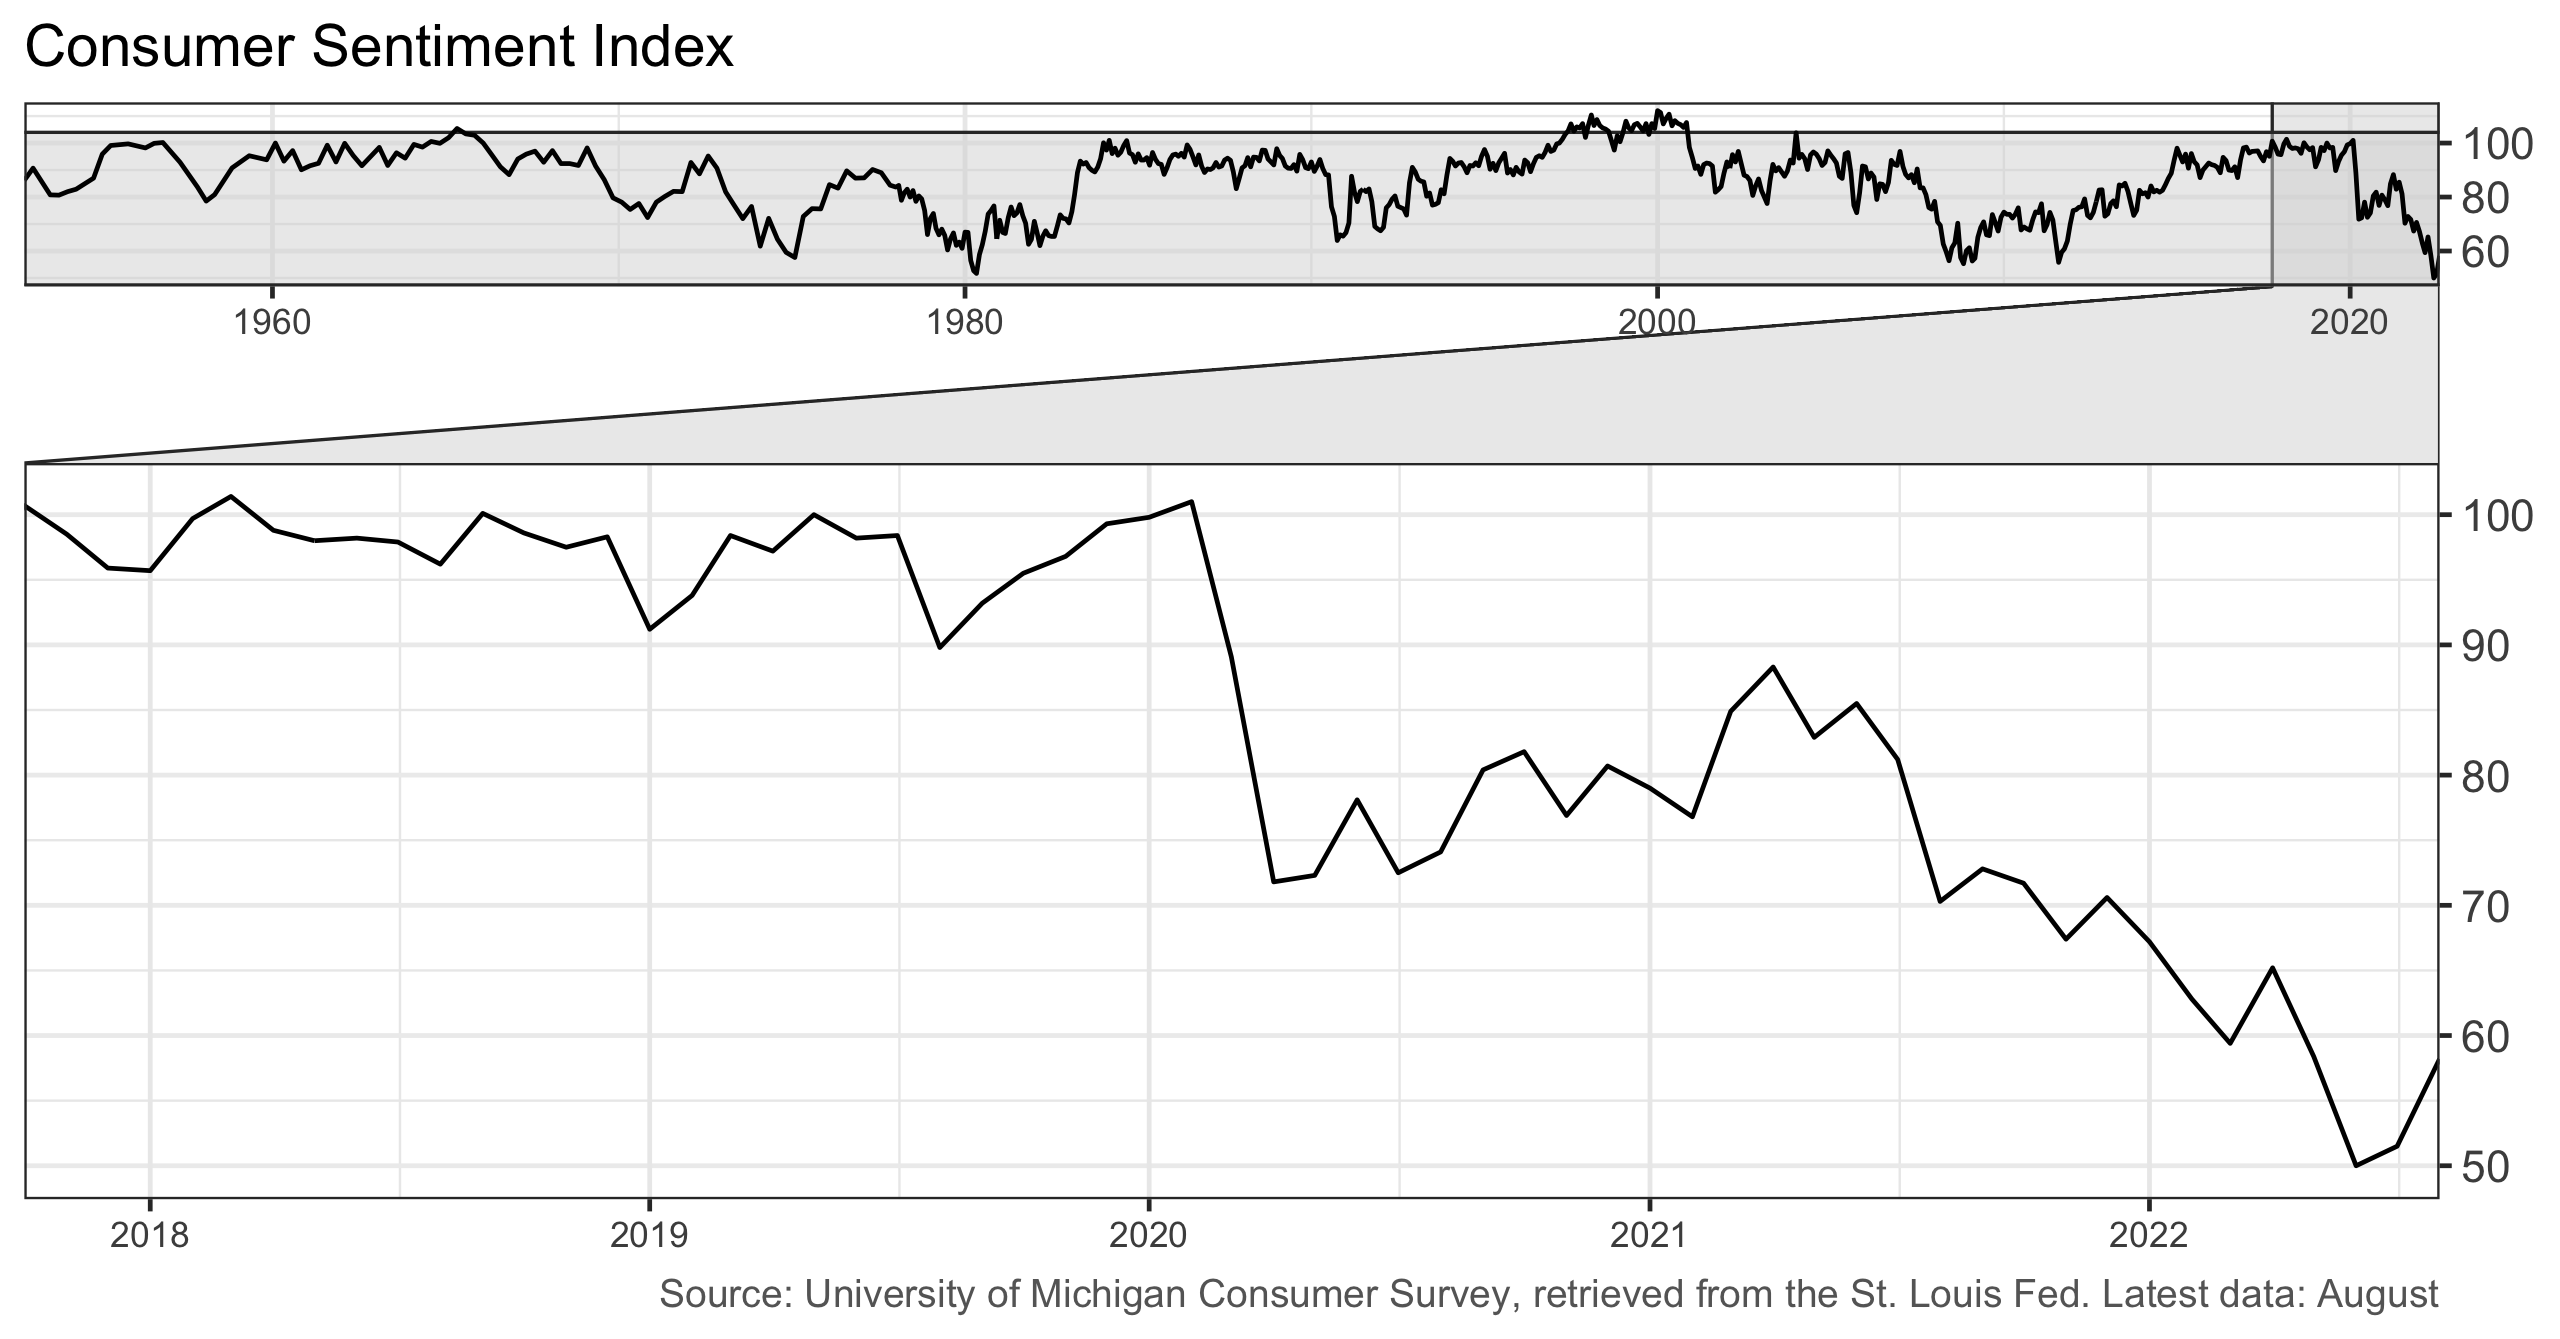 Consumer Sentiment Index
100
80
60
1960 1980 2000 2020
100
90
80
70
60
50
2018 2019 2020 2021 2022
Source: University of Michigan Consumer Survey, retrieved from the St. Louis Fed. Latest data: August